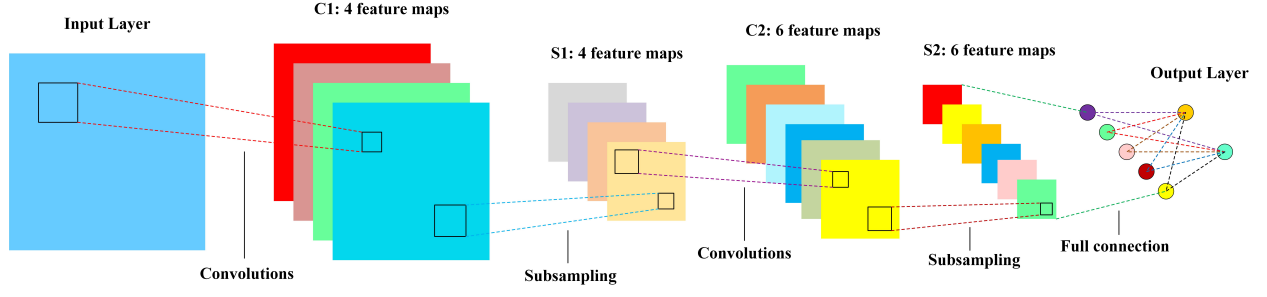 Input Layer
C1: 4 feature maps
S1: 4 feature maps
C2: 6 feature maps
S2: 6 feature maps
Output Layer
Convolutions
Subsampling
Convolutions
Subsampling
Full connection